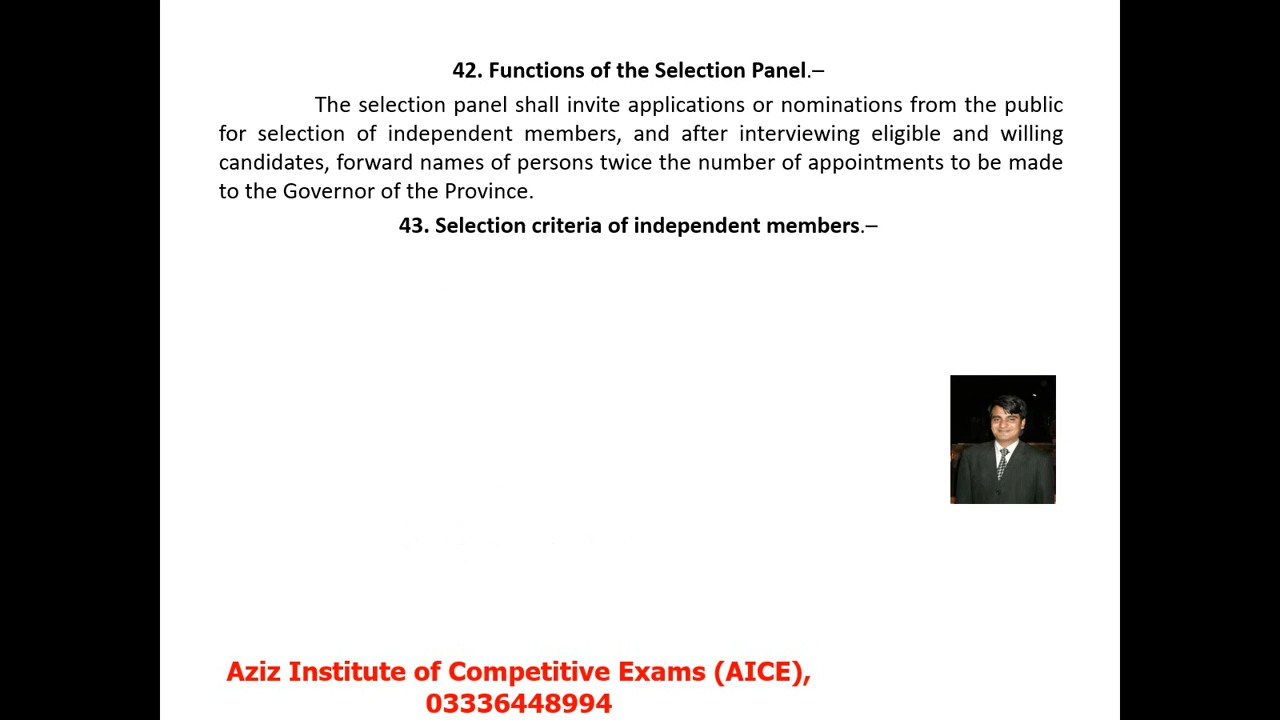 42. Functions of the Selection Panel.–
The selection panel shall invite applications or nominations from the public
for selection of independent members, and after interviewing eligible and willing
candidates, forward names of persons twice the number of appointments to be made
to the Governor of the Province.
43. Selection criteria of independent members.–
Aziz Institute of Competitive Exams (AICE),
03336448994